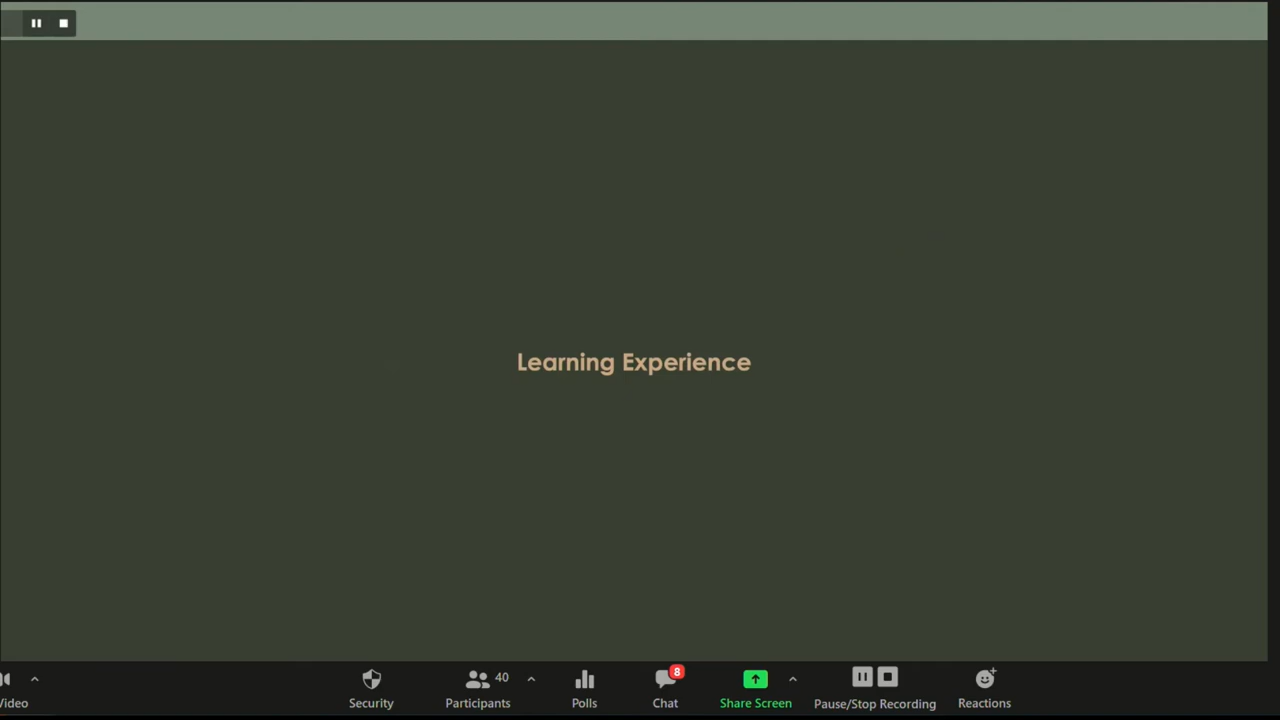 Learning Experience
8
40
Video
Security
Participants
Polls
Chat
Share Screen
Pause/Stop Recording
Reactions